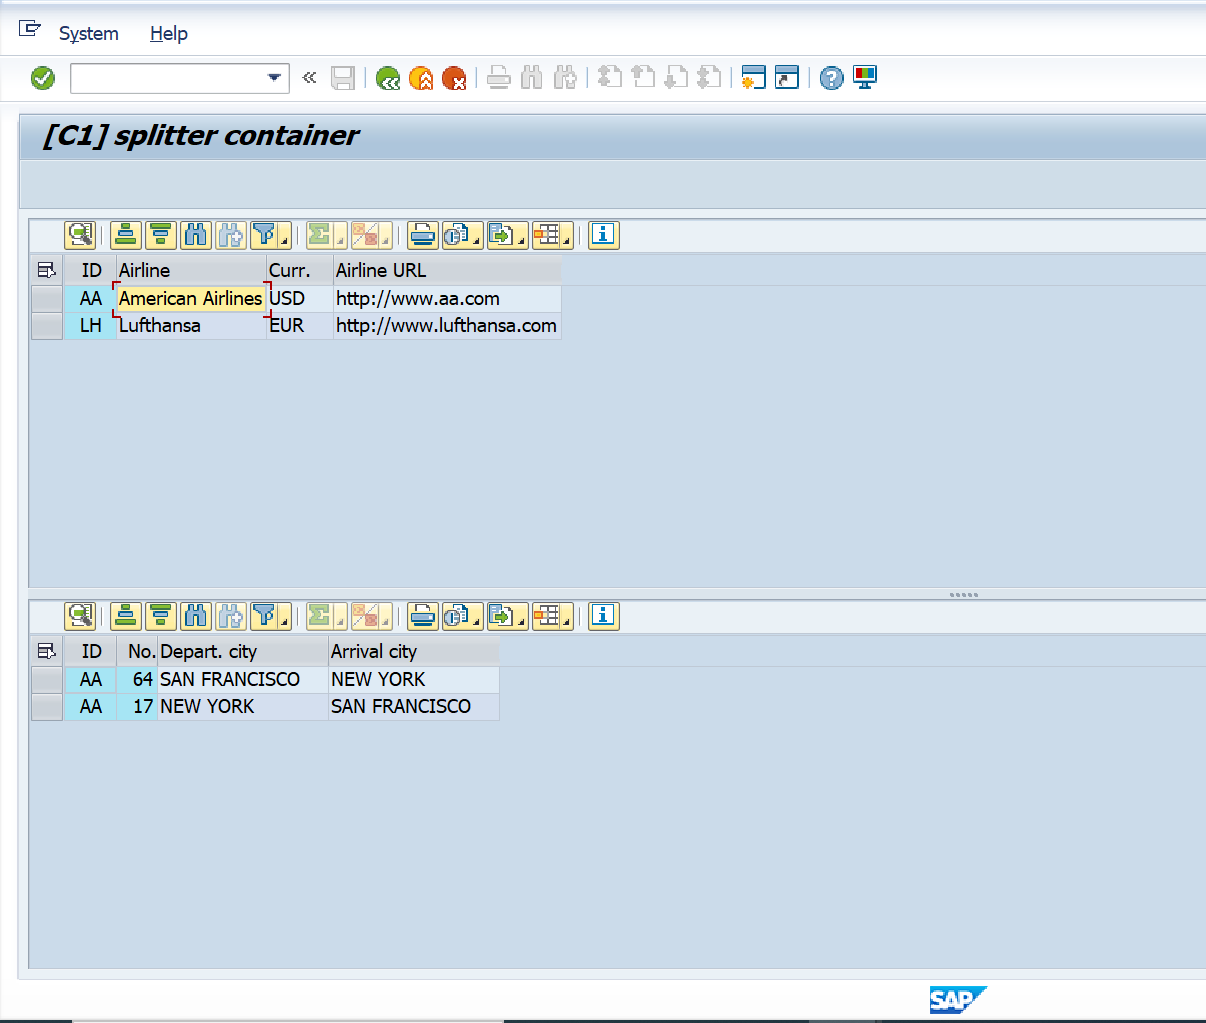 System Help
[C1] splitter container
ID Airline Curr. Airline URL
AA American Airlines USD http://www.aa.com
LH Lufthansa EUR http://www.lufthansa.com
ID No. Depart. city Arrival city
AA 64 SAN FRANCISCO NEW YORK
AA 17 NEW YORK SAN FRANCISCO
SAP